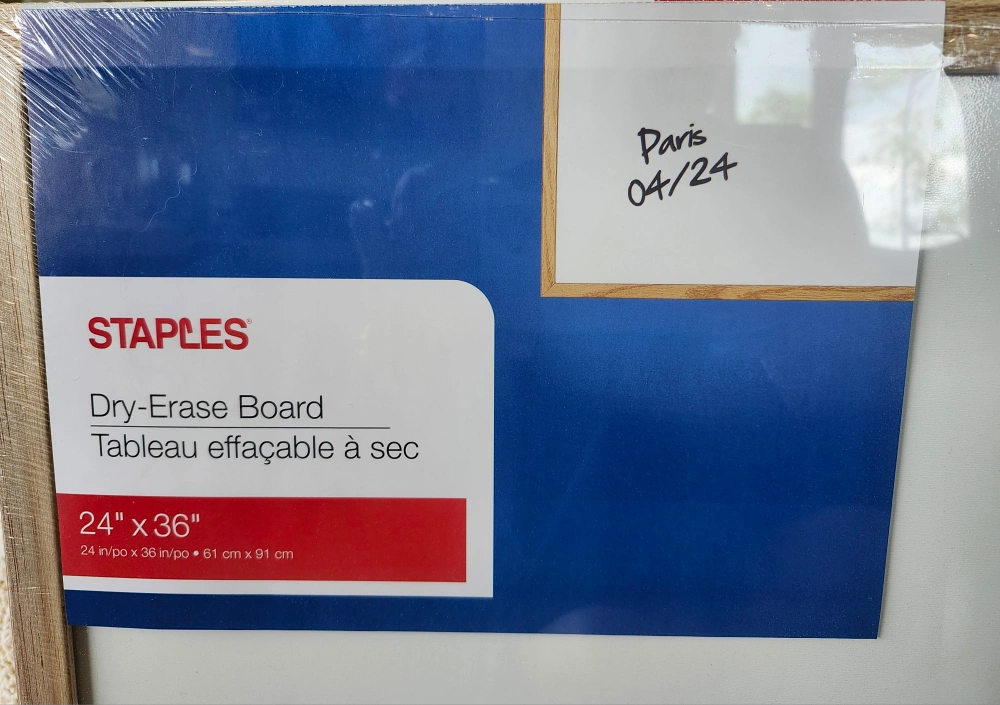 Paris
04/24
STAPLES®
Dry-Erase Board
Tableau effaçable à sec
24" x 36"
24 in/po x 36 in/po • 61 cm x 91 cm